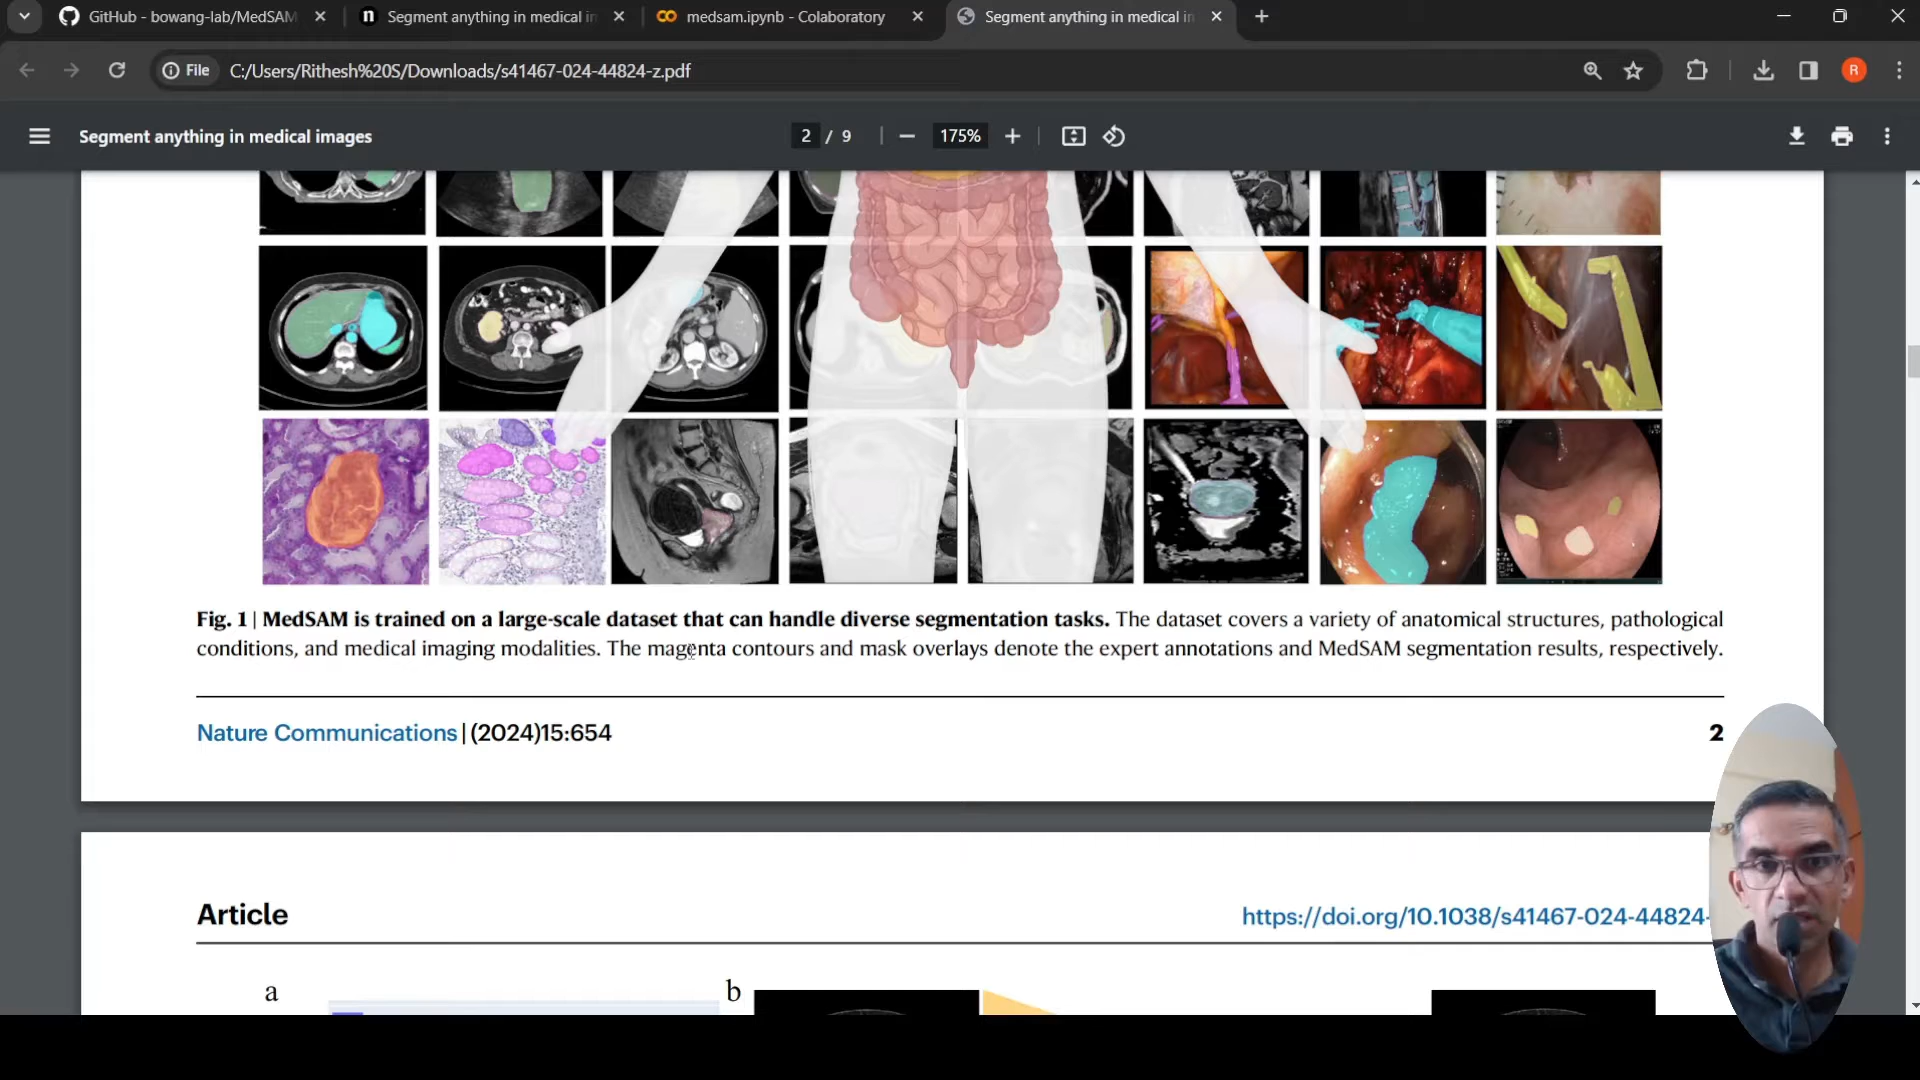 GitHub - bowang-lab/MedSAM
Segment anything in medical in
medsam.ipynb - Colaboratory
Segment anything in medical in
File
C:/Users/Rithesh%20S/Downloads/s41467-024-44824-z.pdf
R
Segment anything in medical images
2 / 9
175%
Fig. 1 | MedSAM is trained on a large-scale dataset that can handle diverse segmentation tasks. The dataset covers a variety of anatomical structures, pathological
conditions, and medical imaging modalities. The magenta contours and mask overlays denote the expert annotations and MedSAM segmentation results, respectively.
Nature Communications | (2024)15:654
2
Article
https://doi.org/10.1038/s41467-024-44824-
a
b